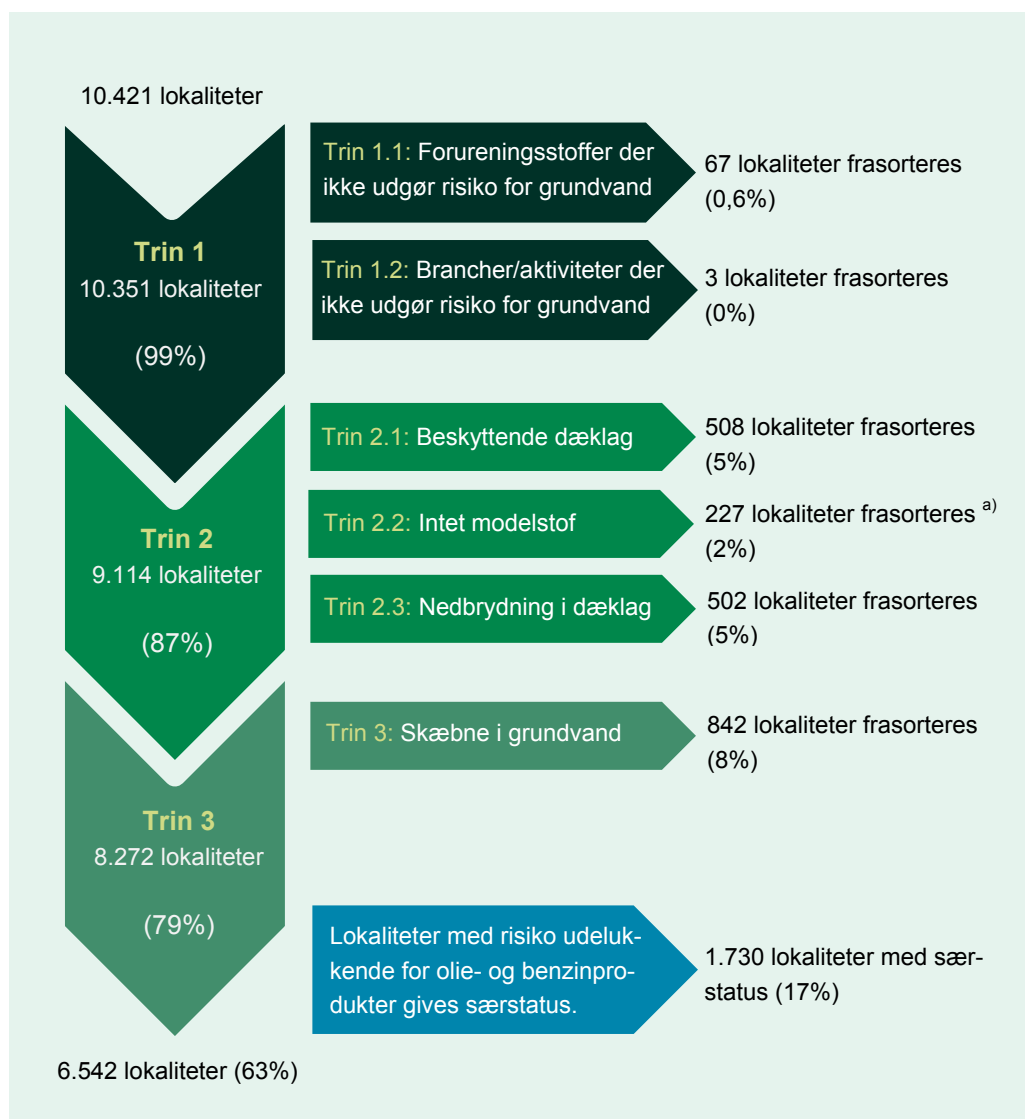 10.421 lokaliteter
Trin 1
10.351 lokaliteter
(99%)
Trin 1.1: Forureningsstoffer der
ikke udgør risiko for grundvand
67 lokaliteter frasorteres
(0,6%)
Trin 1.2: Brancher/aktiviteter der
ikke udgør risiko for grundvand
3 lokaliteter frasorteres
(0%)
Trin 2
9.114 lokaliteter
(87%)
Trin 2.1: Beskyttende dæklag
508 lokaliteter frasorteres
(5%)
Trin 2.2: Intet modelstof
227 lokaliteter frasorteres a)
(2%)
Trin 2.3: Nedbrydning i dæklag
502 lokaliteter frasorteres
(5%)
Trin 3
8.272 lokaliteter
(79%)
Trin 3: Skæbne i grundvand
842 lokaliteter frasorteres
(8%)
Lokaliteter med risiko udeluk-
kende for olie- og benzinpro-
dukter gives særstatus.
1.730 lokaliteter med sær-
status (17%)
6.542 lokaliteter (63%)